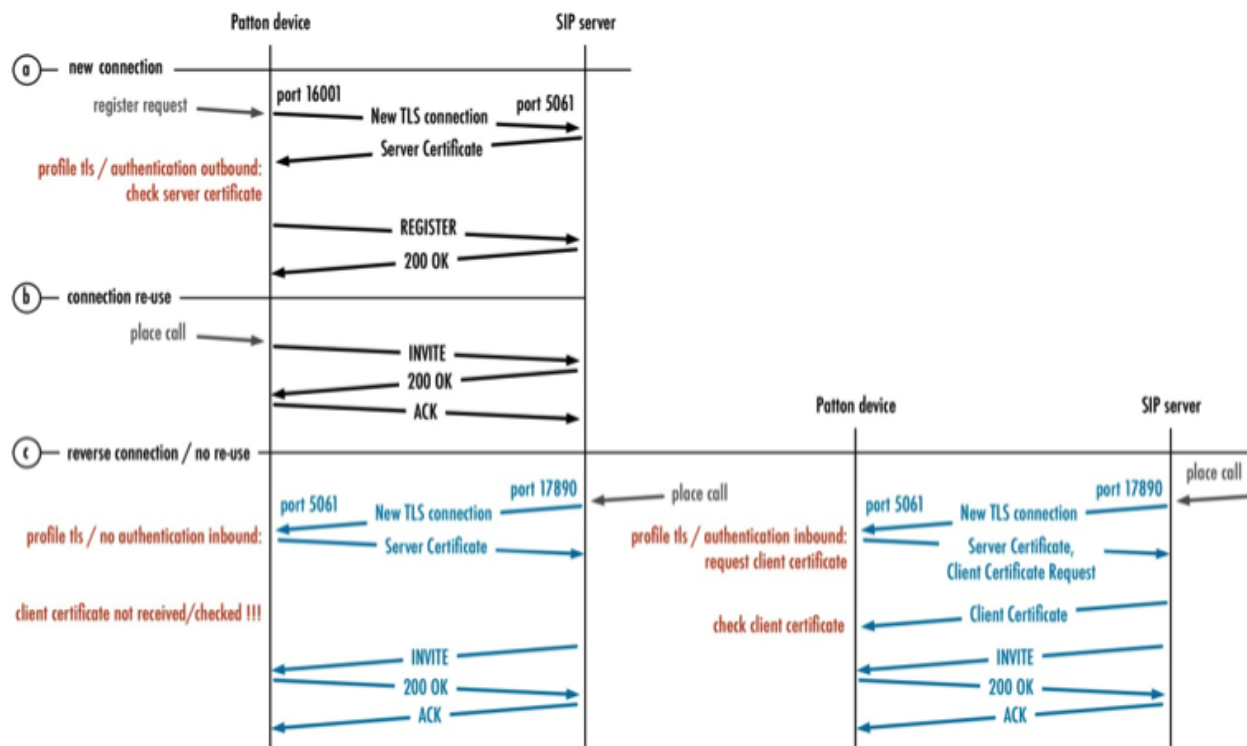 Patton device
SIP server
a
new connection
port 16001
port 5061
register request
New TLS connection
Server Certificate
profile tls / authentication outbound:
check server certificate
REGISTER
200 OK
b
connection re-use
place call
INVITE
200 OK
ACK
Patton device
SIP server
c
reverse connection / no re-use
port 5061
port 17890
place call
New TLS connection
profile tls / no authentication inbound:
Server Certificate
client certificate not received/checked !!!
INVITE
200 OK
ACK
port 5061
port 17890
place call
New TLS connection
profile tls / authentication inbound:
request client certificate
Server Certificate,
Client Certificate Request
Client Certificate
check client certificate
INVITE
200 OK
ACK